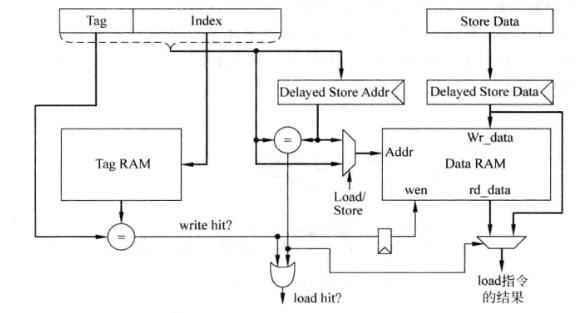 Tag Index Store Data
Delayed Store Addr Delayed Store Data
=
Wr_data
Tag RAM
Addr
Data RAM
Load/
Store
wen rd_data
write hit?
=
load hit?
load指令
的结果